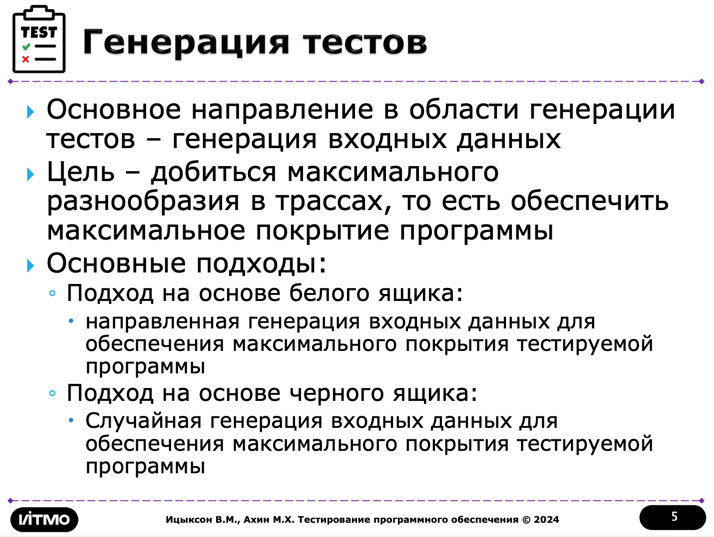 TEST
Генерация тестов
Основное направление в области генерации
тестов – генерация входных данных
Цель – добиться максимального
разнообразия в трассах, то есть обеспечить
максимальное покрытие программы
Основные подходы:
Подход на основе белого ящика:
направленная генерация входных данных для
обеспечения максимального покрытия тестируемой
программы
Подход на основе черного ящика:
Случайная генерация входных данных для
обеспечения максимального покрытия тестируемой
программы
ИТМО
Ицыксон В.М., Ахин М.Х. Тестирование программного обеспечения © 2024
5